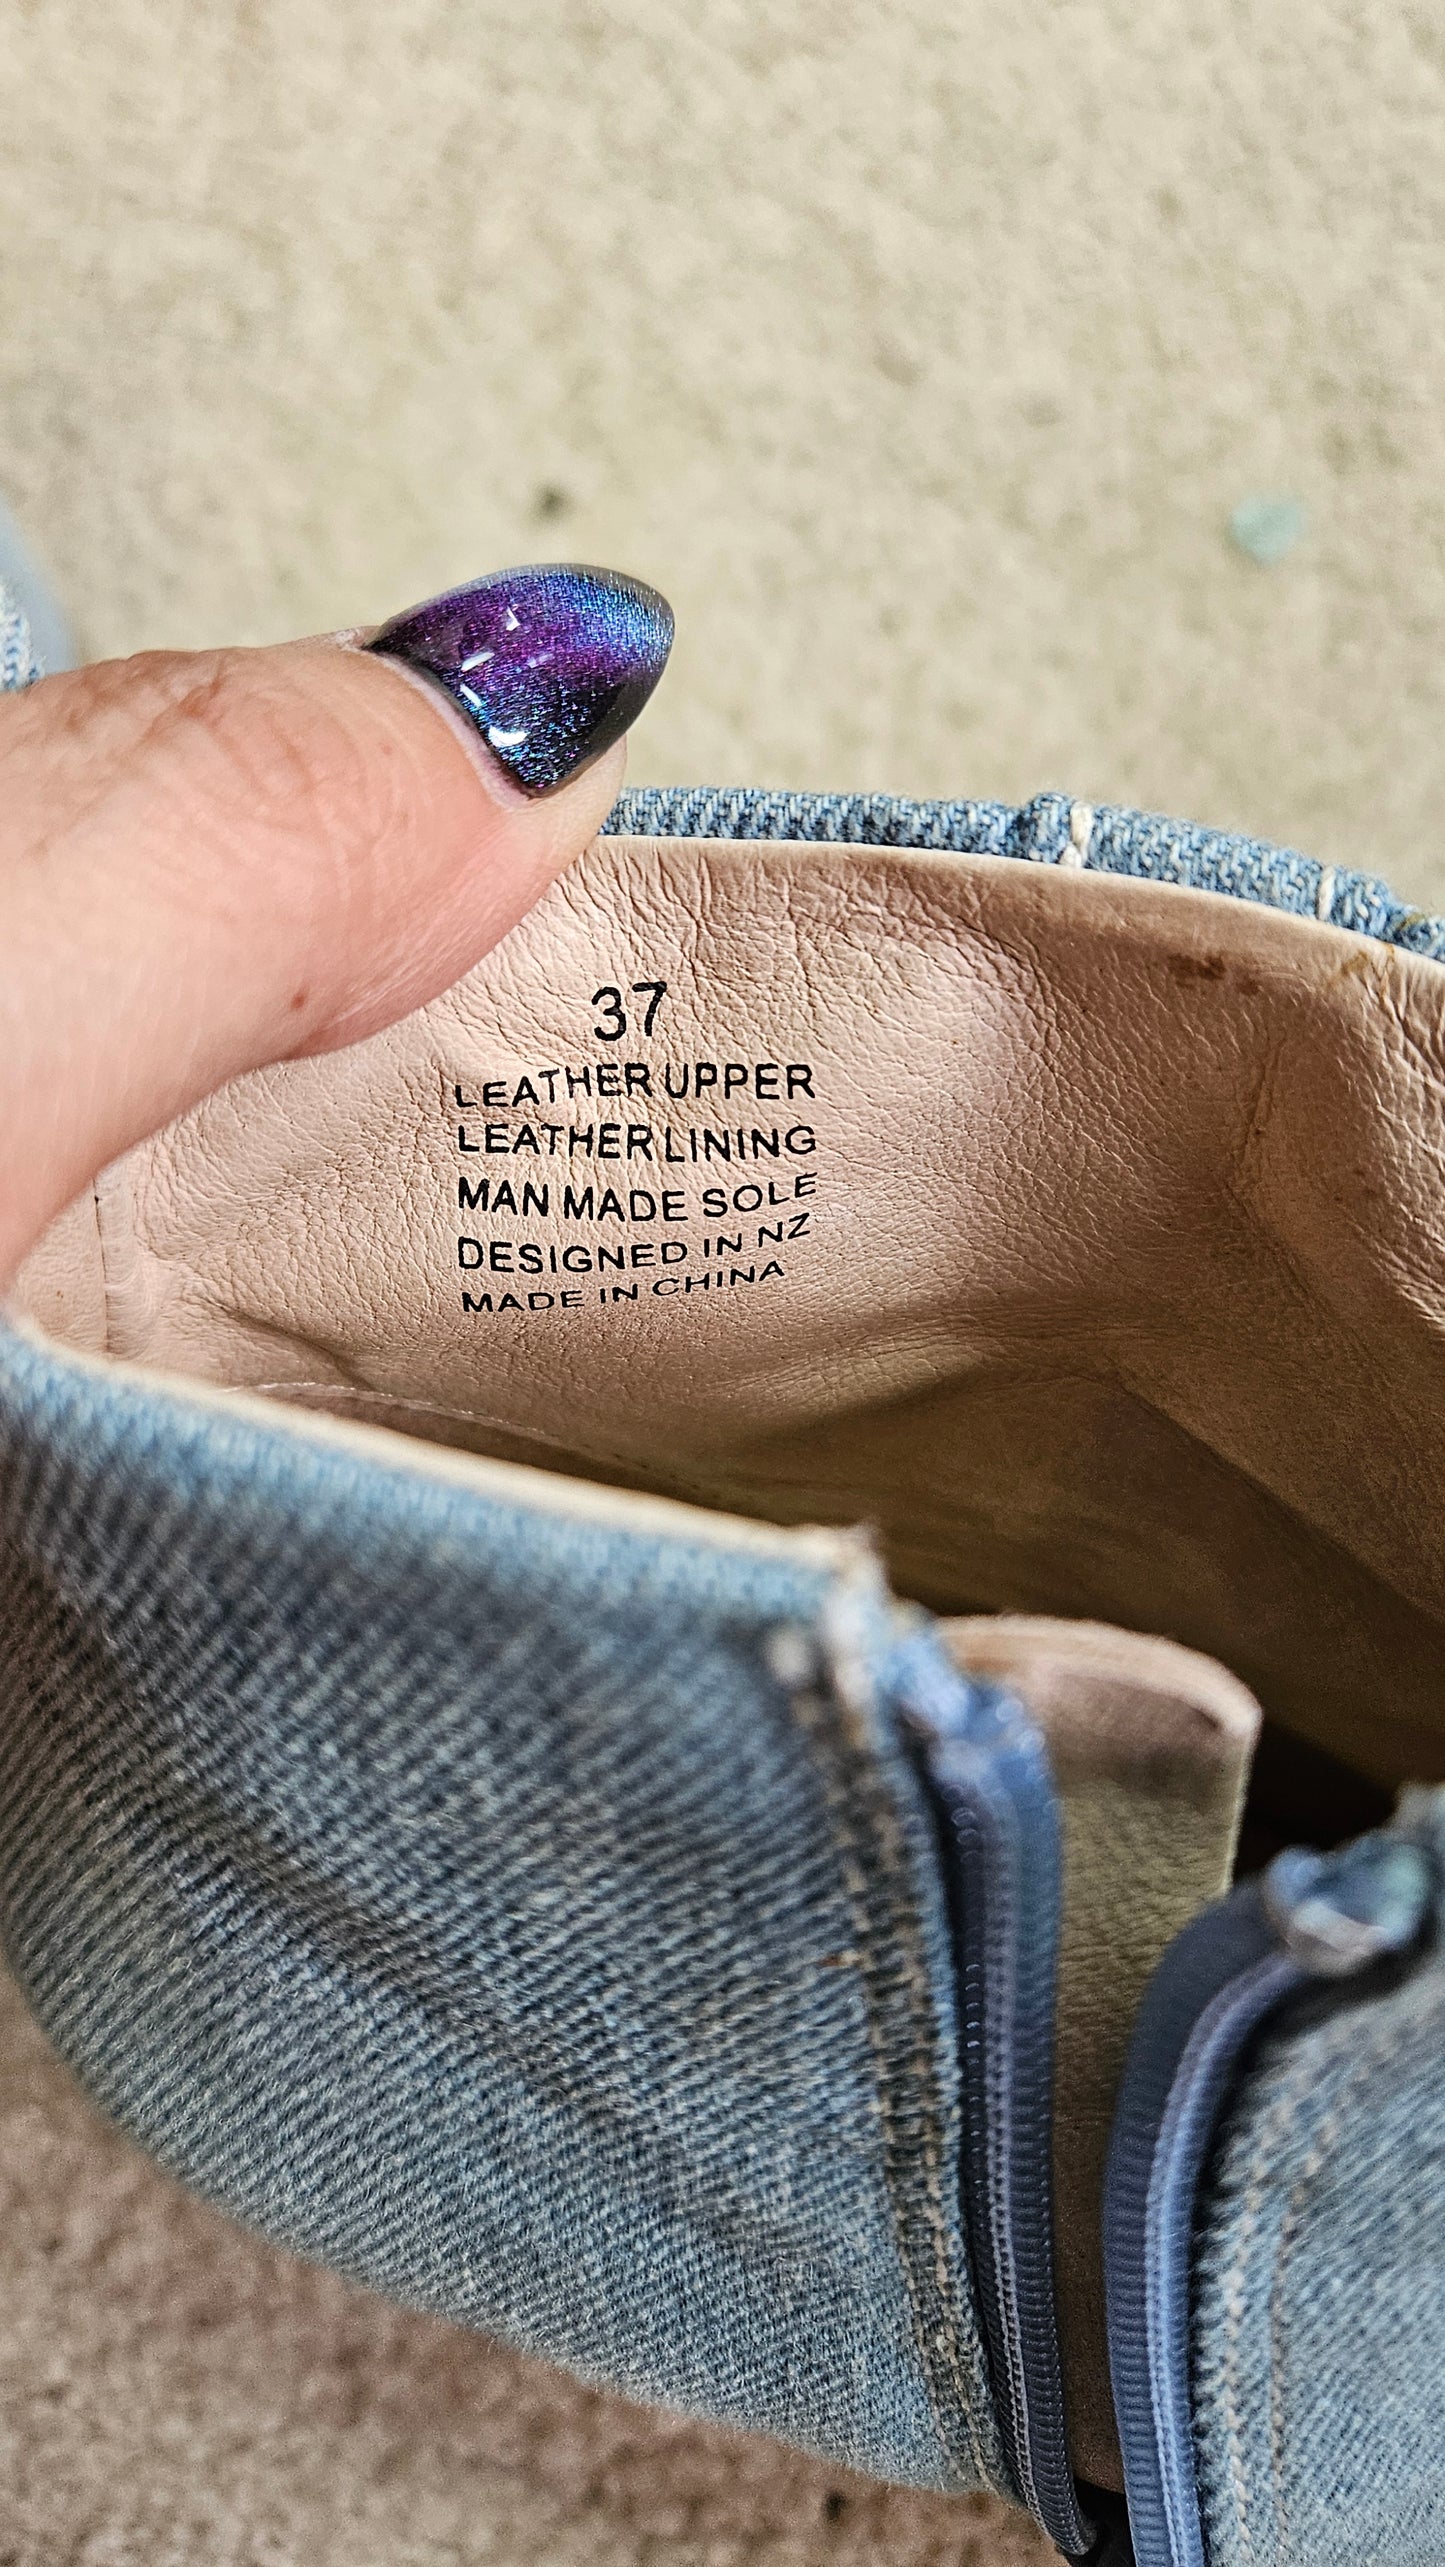 37
LEATHER UPPER
LEATHER LINING
MAN MADE SOLE
DESIGNED IN NZ
MADE IN CHINA